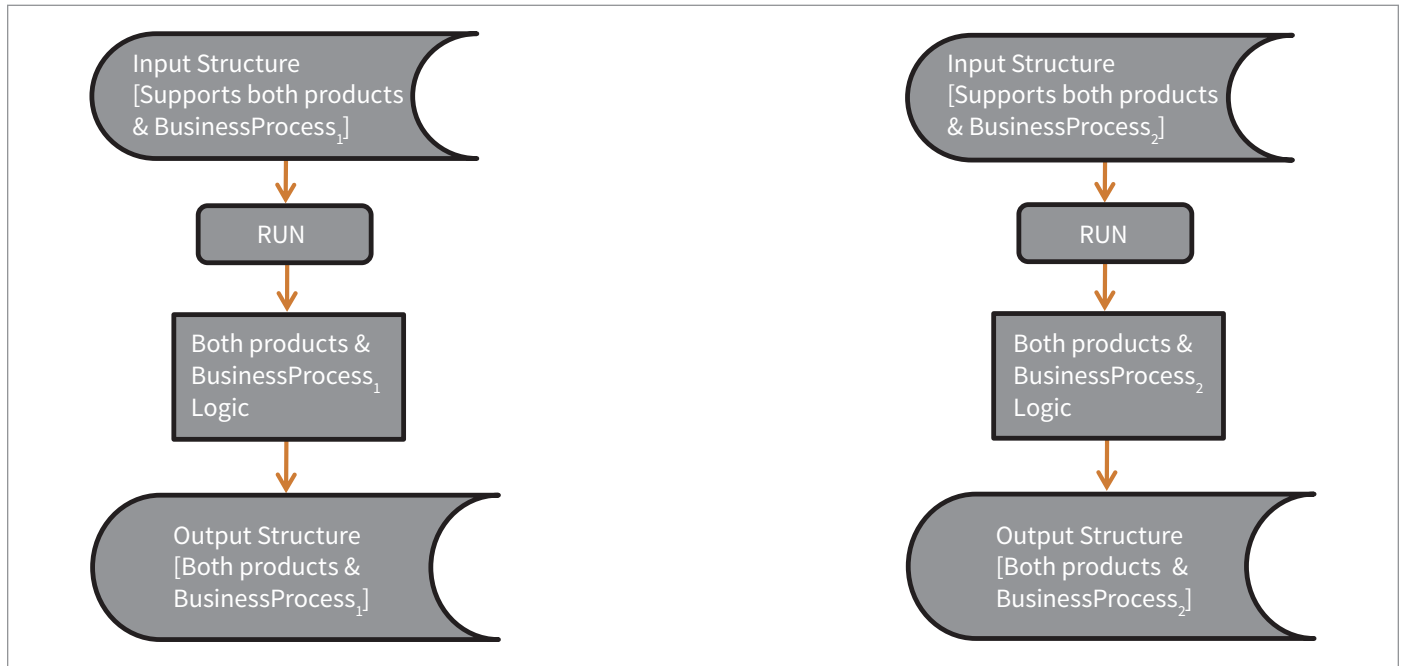 Input Structure
[Supports both products
& BusinessProcess₁]
RUN
Both products &
BusinessProcess₁
Logic
Output Structure
[Both products &
BusinessProcess₁]
Input Structure
[Supports both products
& BusinessProcess₂]
RUN
Both products &
BusinessProcess₂
Logic
Output Structure
[Both products  &
BusinessProcess₂]